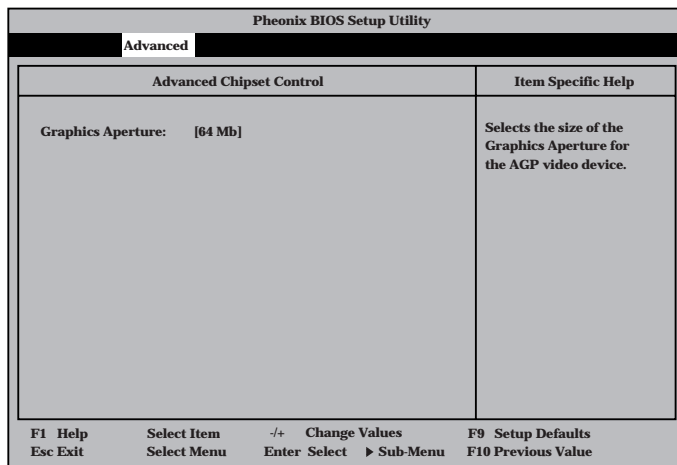 Pheonix BIOS Setup Utility
Advanced
Advanced Chipset Control
Item Specific Help
Graphics Aperture: [64 Mb]
Selects the size of the
Graphics Aperture for
the AGP video device.
F1 Help Select Item -/+ Change Values F9 Setup Defaults
Esc Exit Select Menu Enter Select ▶ Sub-Menu F10 Previous Value